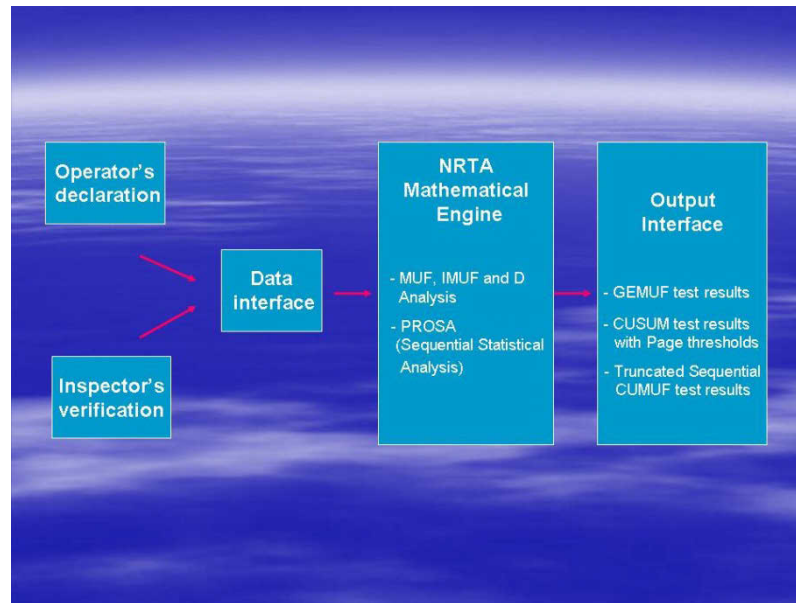 Operator's
declaration
Inspector's
verification
Data
interface
NRTA
Mathematical
Engine
- MUF, IMUF and D
Analysis
- PROSA
(Sequential Statistical
Analysis)
Output
Interface
- GEMUF test results
- CUSUM test results
with Page thresholds
- Truncated Sequential
CUMUF test results